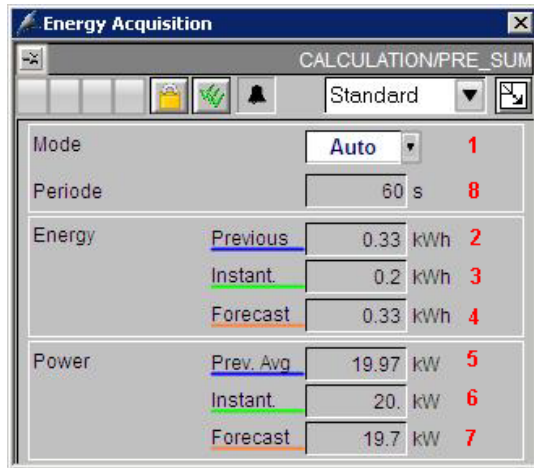 Energy Acquisition
CALCULATION/PRE_SUM
Standard
Mode Auto 1
Periode 60 s 8
Energy Previous 0.33 kWh 2
Instant. 0.2 kWh 3
Forecast 0.33 kWh 4
Power Prev. Avg 19.97 kW 5
Instant. 20. kW 6
Forecast 19.7 kW 7